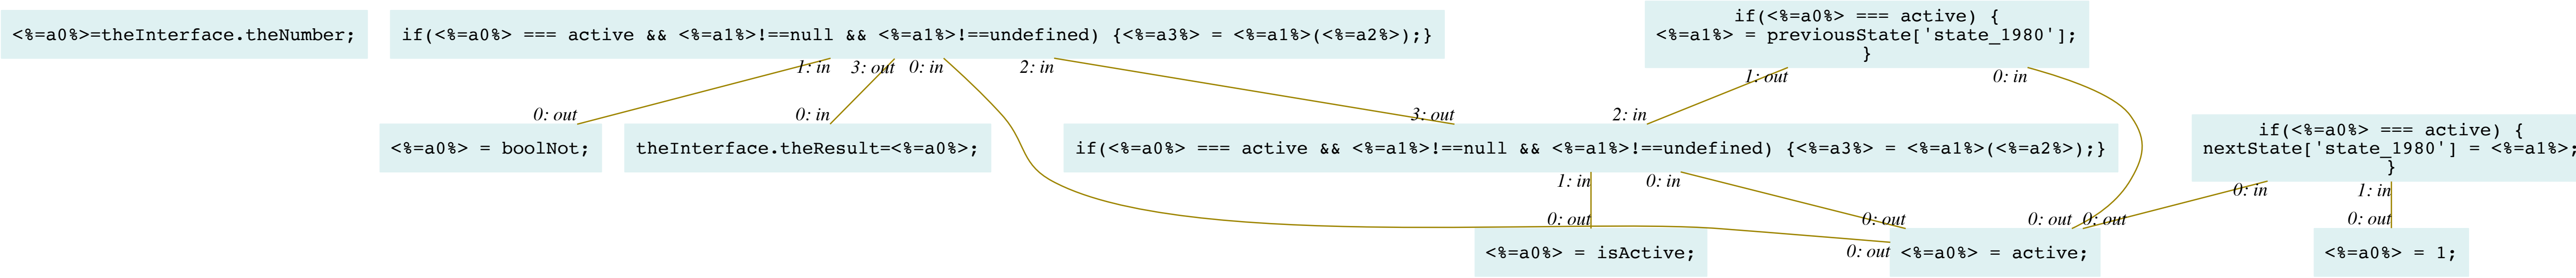 <%=a0%>=theInterface.theNumber;
if(<%=a0%> === active && <%=a1%>!==null && <%=a1%>!==undefined) {<%=a3%> = <%=a1%>(<%=a2%>);}
if(<%=a0%> === active) {
<%=a1%> = previousState['state_1980'];
}
1: in
3: out
0: in
2: in
1: out
0: in
0: out
0: in
3: out
2: in
<%=a0%> = boolNot;
theInterface.theResult=<%=a0%>;
if(<%=a0%> === active && <%=a1%>!==null && <%=a1%>!==undefined) {<%=a3%> = <%=a1%>(<%=a2%>);}
if(<%=a0%> === active) {
nextState['state_1980'] = <%=a1%>;
}
1: in
0: in
0: in
1: in
0: out
0: out
0: out
0: out
0: out
0: out
<%=a0%> = isActive;
<%=a0%> = active;
<%=a0%> = 1;